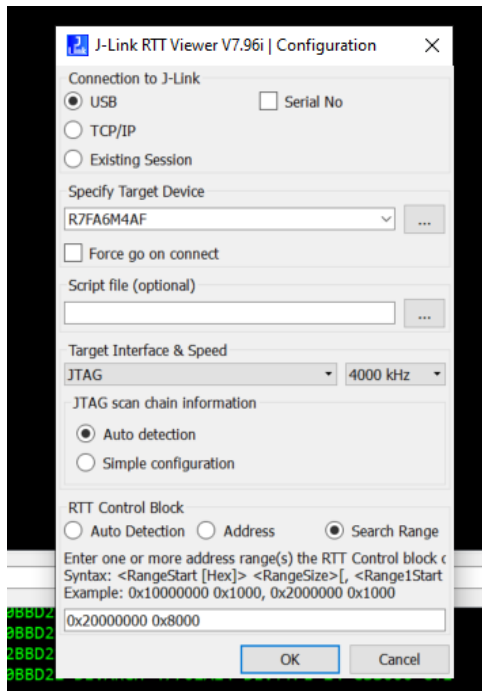 J-Link RTT Viewer V7.96i | Configuration
Connection to J-Link
USB
Serial No
TCP/IP
Existing Session
Specify Target Device
R7FA6M4AF
...
Force go on connect
Script file (optional)
...
Target Interface & Speed
JTAG
4000 kHz
JTAG scan chain information
Auto detection
Simple configuration
RTT Control Block
Auto Detection
Address
Search Range
Enter one or more address range(s) the RTT Control block c
Syntax: <RangeStart [Hex]> <RangeSize>[, <Range1Start
Example: 0x10000000 0x1000, 0x2000000 0x1000
0x20000000 0x8000
OK
Cancel